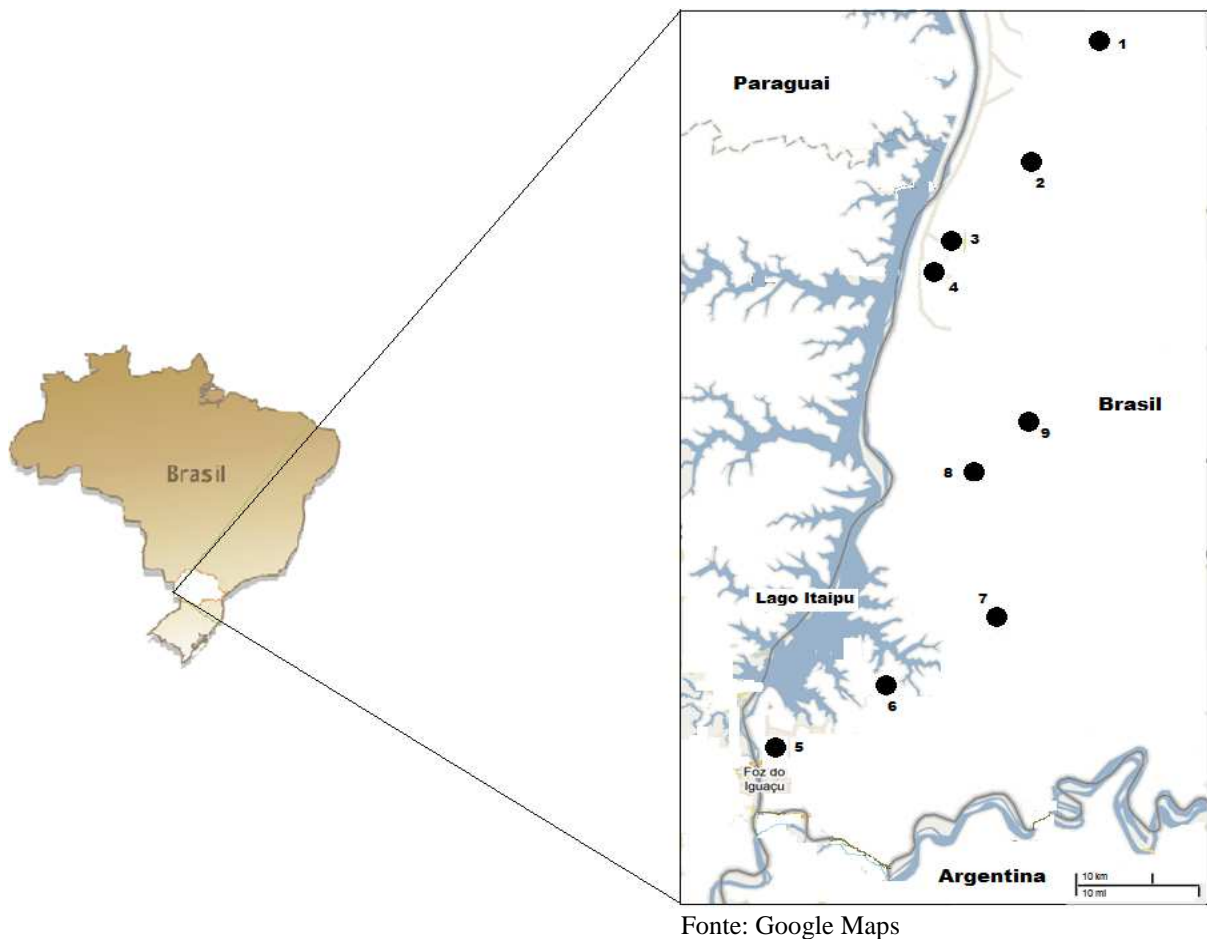 1
Paraguai
2
3
4
Brasil
9
8
Brasil
Lago Itaipu
7
6
5
Foz do
Iguaçu
Argentina
10 km
10 mi
Fonte: Google Maps